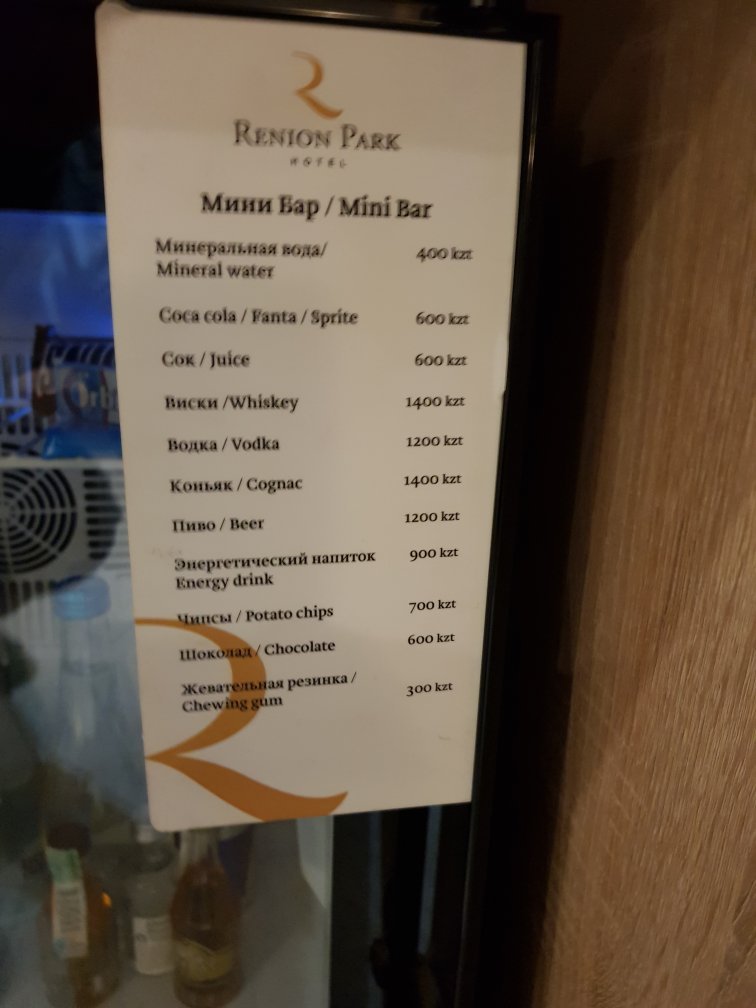 RENION PARK
HOTEL
Мини Бар / Mini Bar
Минеральная вода/ 400 kzt
Mineral water
Coca cola / Fanta / Sprite 600 kzt
Сок / Juice 600 kzt
Виски /Whiskey 1400 kzt
Водка / Vodka 1200 kzt
Коньяк / Cognac 1400 kzt
Пиво / Beer 1200 kzt
Энергетический напиток 900 kzt
Energy drink
Чипсы / Potato chips 700 kzt
Шоколад / Chocolate 600 kzt
Жевательная резинка / 300 kzt
Chewing gum